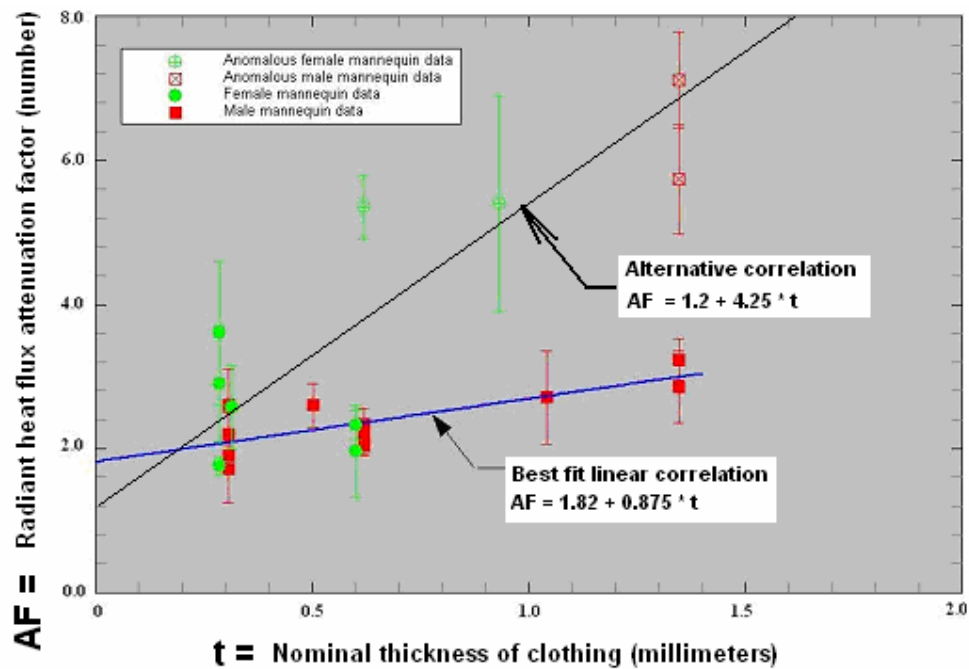 8.0
6.0
4.0
2.0
0.0
AF = Radiant heat flux attenuation factor (number)
Anomalous female mannequin data
Anomalous male mannequin data
Female mannequin data
Male mannequin data
Alternative correlation
AF = 1.2 + 4.25 * t
Best fit linear correlation
AF = 1.82 + 0.875 * t
0 0.5 1.0 1.5 2.0
t = Nominal thickness of clothing (millimeters)